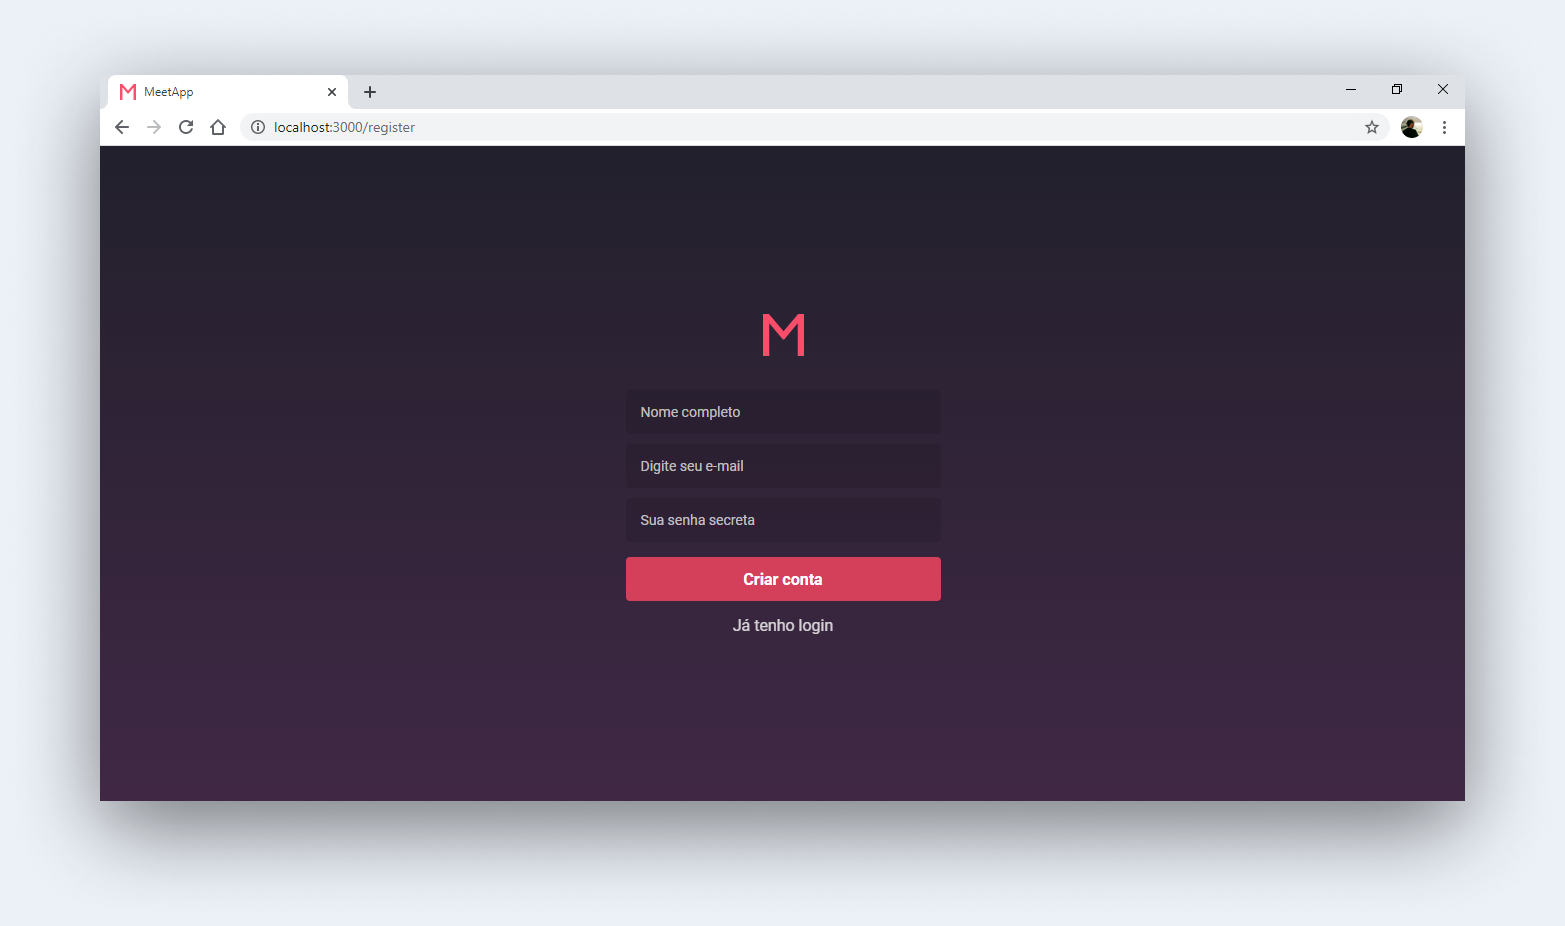 MeetApp
localhost:3000/register
M
Nome completo
Digite seu e-mail
Sua senha secreta
Criar conta
Já tenho login